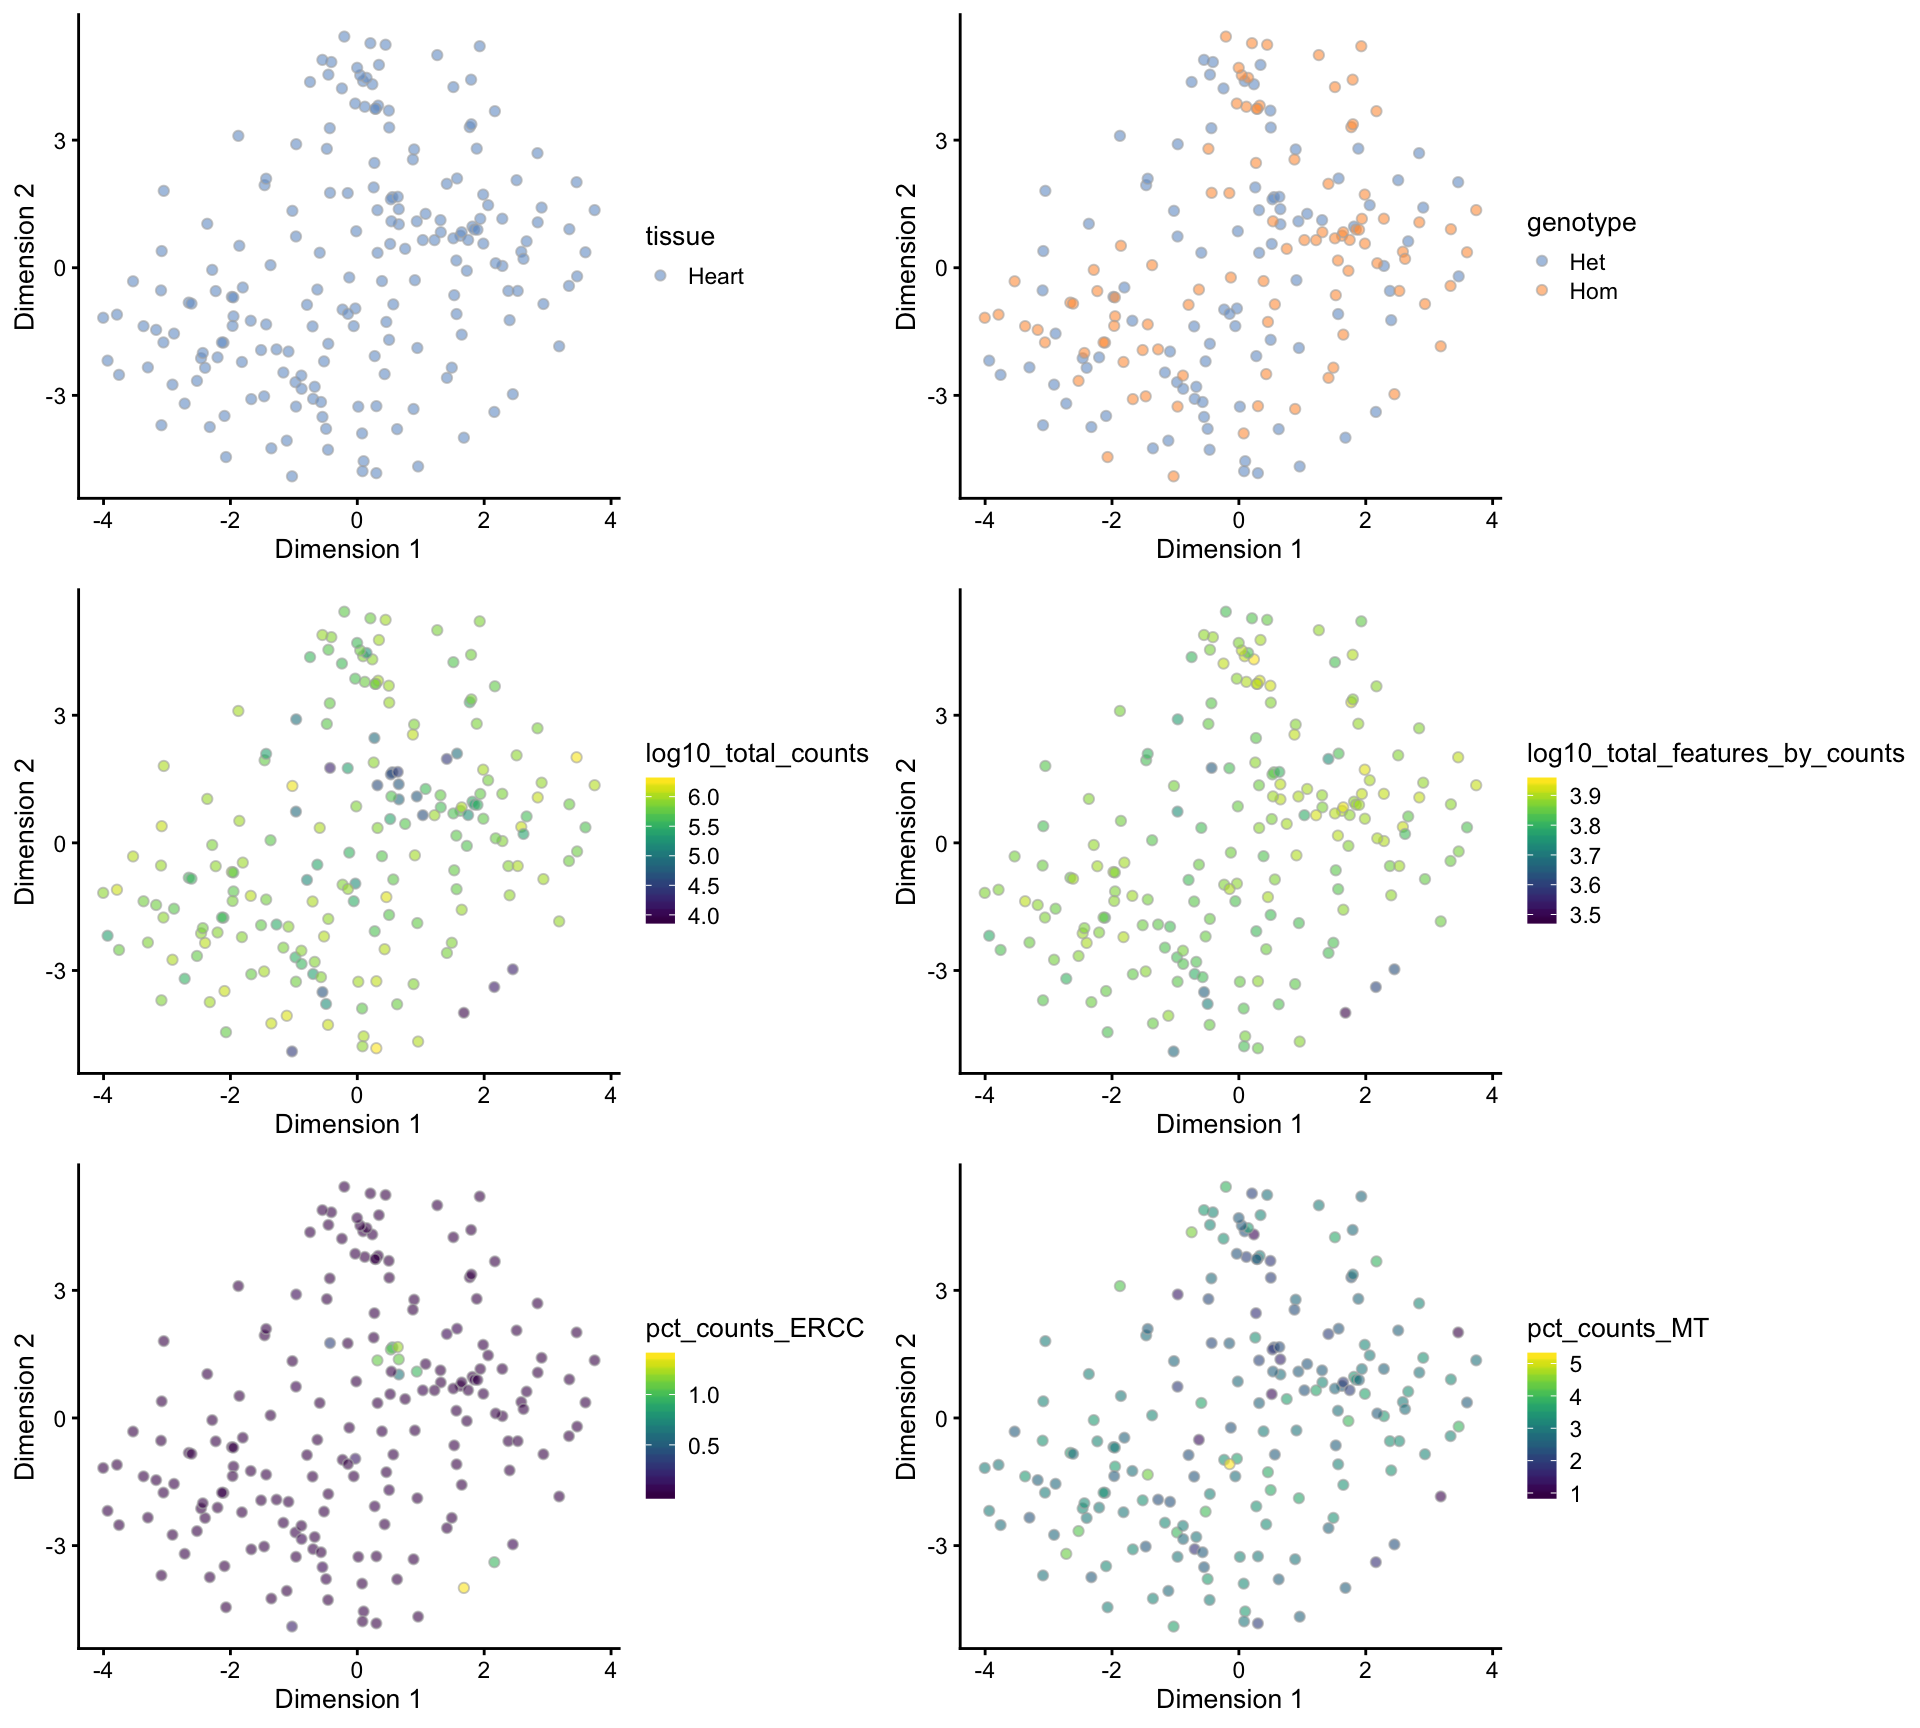 Dimension 2
3
0
-3
-4 -2 0 2 4
Dimension 1
tissue
Heart
Dimension 2
3
0
-3
-4 -2 0 2 4
Dimension 1
genotype
Het
Hom
Dimension 2
3
0
-3
-4 -2 0 2 4
Dimension 1
log10_total_counts
6.0
5.5
5.0
4.5
4.0
Dimension 2
3
0
-3
-4 -2 0 2 4
Dimension 1
log10_total_features_by_counts
3.9
3.8
3.7
3.6
3.5
Dimension 2
3
0
-3
-4 -2 0 2 4
Dimension 1
pct_counts_ERCC
1.0
0.5
Dimension 2
3
0
-3
-4 -2 0 2 4
Dimension 1
pct_counts_MT
5
4
3
2
1